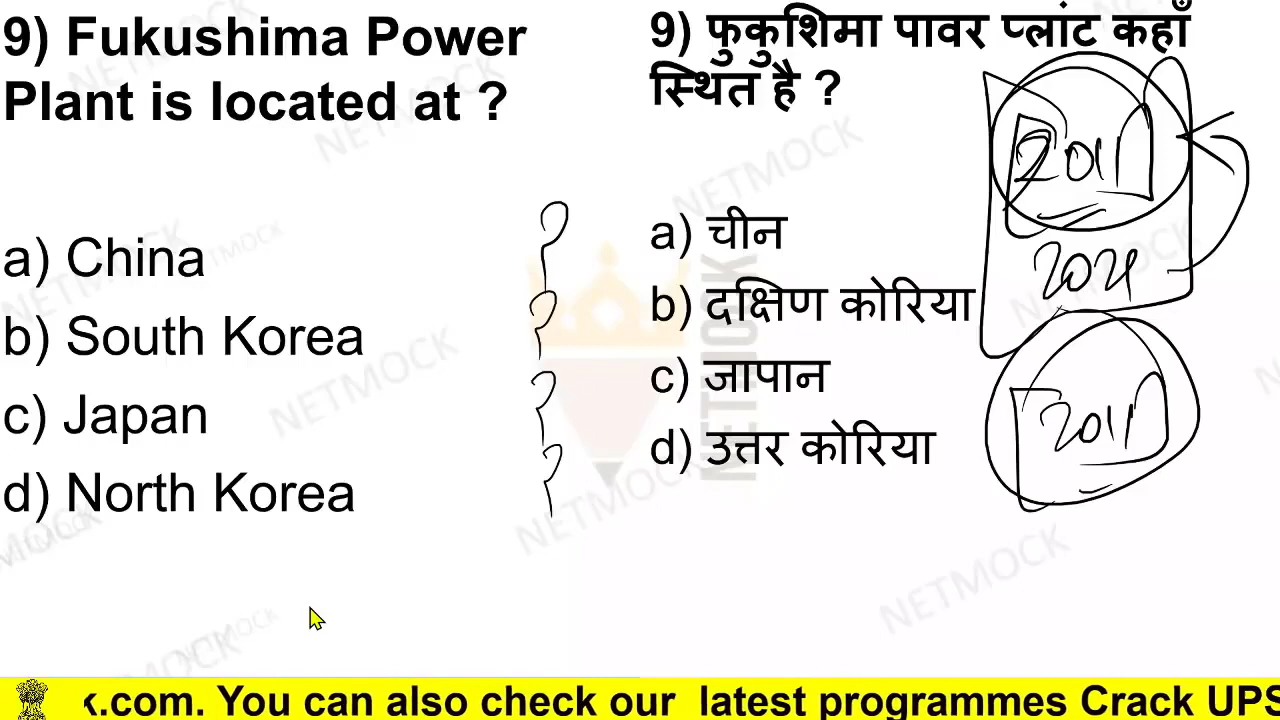 9) Fukushima Power
Plant is located at ?
a) China
b) South Korea
c) Japan
d) North Korea
9) फुकुशिमा पावर प्लांट कहाँ
स्थित है ?
a) चीन
b) दक्षिण कोरिया
c) जापान
d) उत्तर कोरिया
2011
2011
NETMOCK
k.com. You can also check our latest programmes Crack UPS